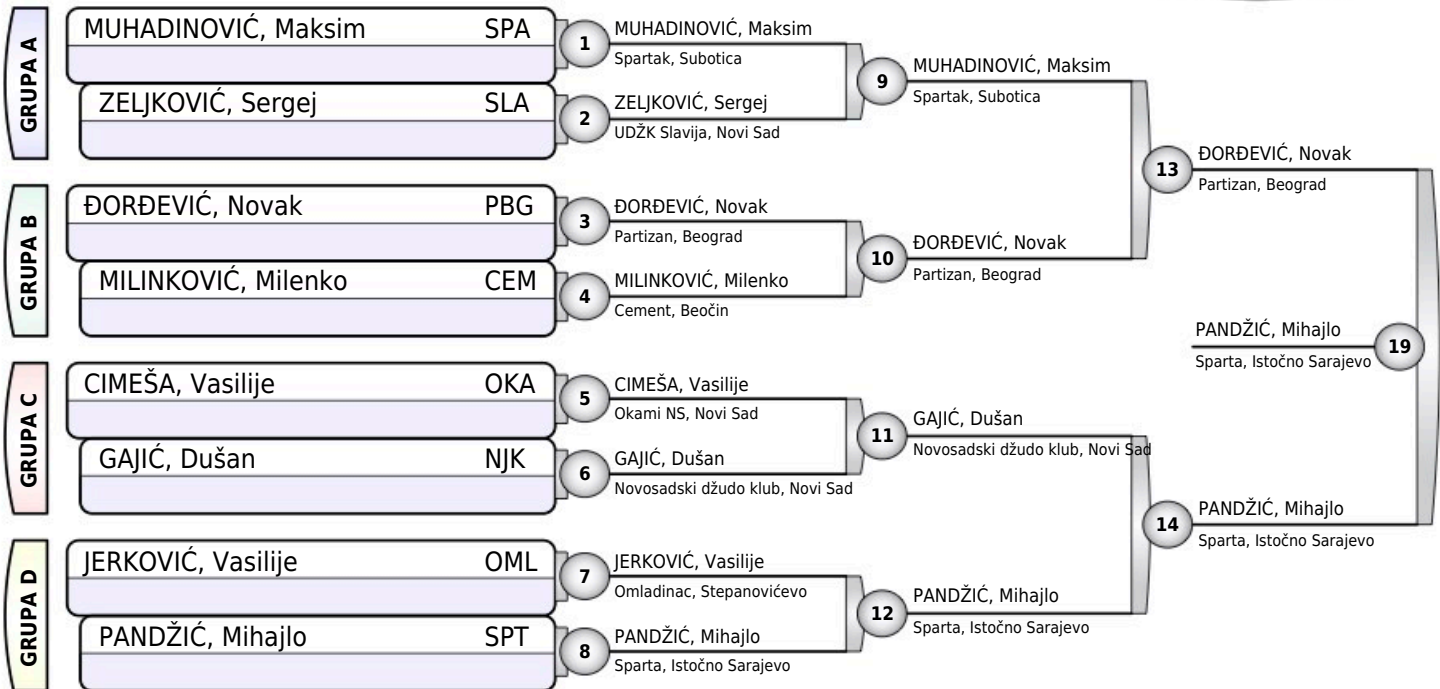 GRUPA A
MUHADINOVIĆ, Maksim SPA
ZELJKOVIĆ, Sergej SLA
GRUPA B
ĐORĐEVIĆ, Novak PBG
MILINKOVIĆ, Milenko CEM
GRUPA C
CIMEŠA, Vasilije OKA
GAJIĆ, Dušan NJK
GRUPA D
JERKOVIĆ, Vasilije OML
PANDŽIĆ, Mihajlo SPT
1
MUHADINOVIĆ, Maksim
Spartak, Subotica
2
ZELJKOVIĆ, Sergej
UDŽK Slavija, Novi Sad
3
ĐORĐEVIĆ, Novak
Partizan, Beograd
4
MILINKOVIĆ, Milenko
Cement, Beočin
5
CIMEŠA, Vasilije
Okami NS, Novi Sad
6
GAJIĆ, Dušan
Novosadski džudo klub, Novi Sad
7
JERKOVIĆ, Vasilije
Omladinac, Stepanovićevo
8
PANDŽIĆ, Mihajlo
Sparta, Istočno Sarajevo
9
MUHADINOVIĆ, Maksim
Spartak, Subotica
10
ĐORĐEVIĆ, Novak
Partizan, Beograd
11
GAJIĆ, Dušan
Novosadski džudo klub, Novi Sad
12
PANDŽIĆ, Mihajlo
Sparta, Istočno Sarajevo
13
ĐORĐEVIĆ, Novak
Partizan, Beograd
14
PANDŽIĆ, Mihajlo
Sparta, Istočno Sarajevo
PANDŽIĆ, Mihajlo
Sparta, Istočno Sarajevo
19